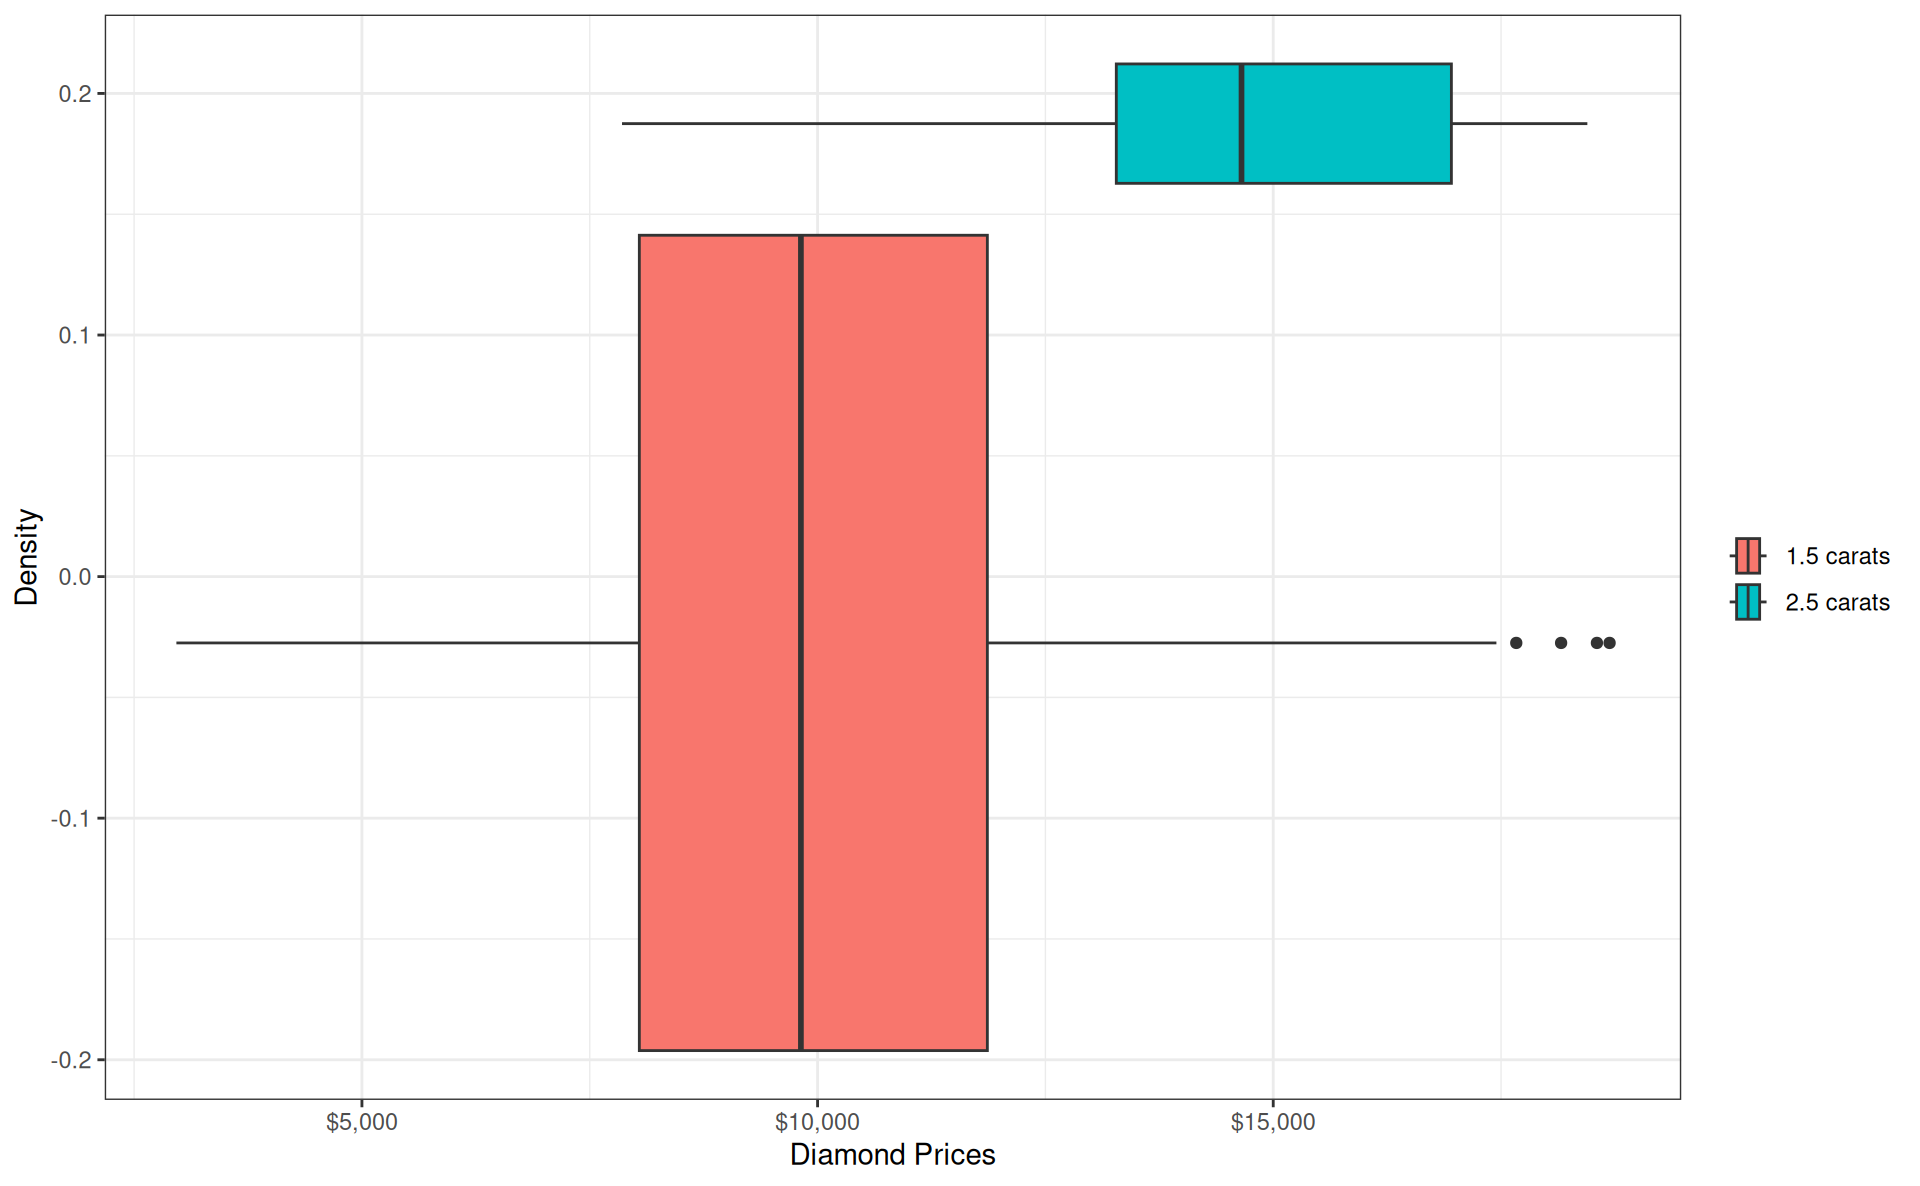 0.2
0.1
0.0
-0.1
-0.2
Density
$5,000
$10,000
$15,000
Diamond Prices
1.5 carats
2.5 carats